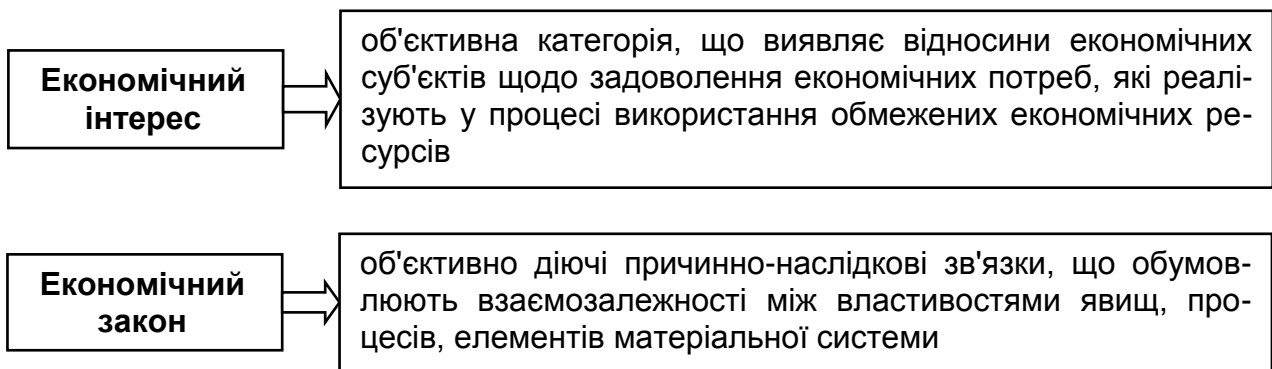 Економічний
інтерес
об'єктивна категорія, що виявляє відносини економічних
суб'єктів щодо задоволення економічних потреб, які реалі-
зують у процесі використання обмежених економічних ре-
сурсів
Економічний
закон
об'єктивно діючі причинно-наслідкові зв'язки, що обумов-
люють взаємозалежності між властивостями явищ, про-
цесів, елементів матеріальної системи